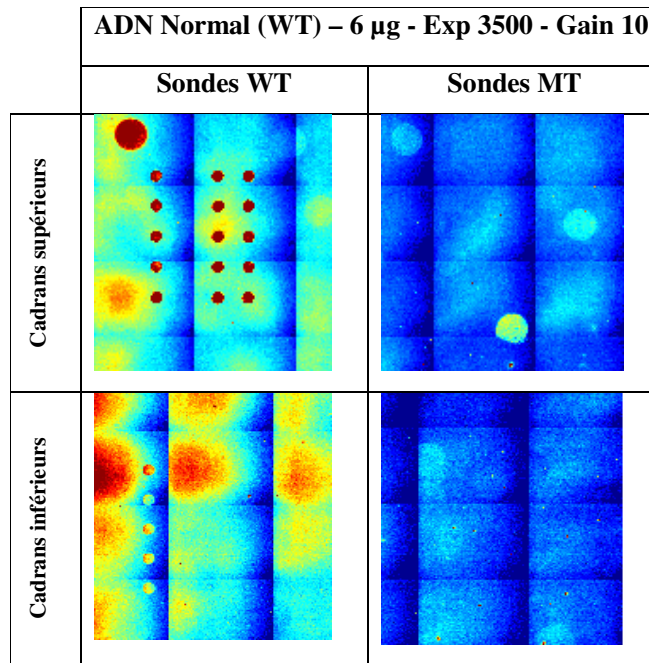 ADN Normal (WT) – 6 µg - Exp 3500 - Gain 10
Sondes WT
Sondes MT
Cadrans supérieurs
Cadrans inférieurs